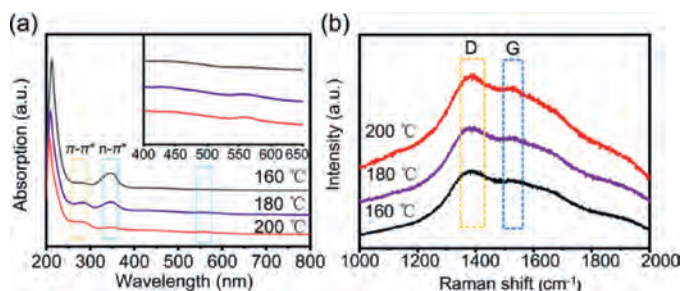 (a)
Absorption (a.u.)
π-π* n-π*
400 450 500 550 600 650
160 ℃
180 ℃
200 ℃
200 300 400 500 600 700 800
Wavelength (nm)
(b)
Intensity (a.u.)
D G
200 ℃
180 ℃
160 ℃
1000 1200 1400 1600 1800 2000
Raman shift (cm⁻¹)